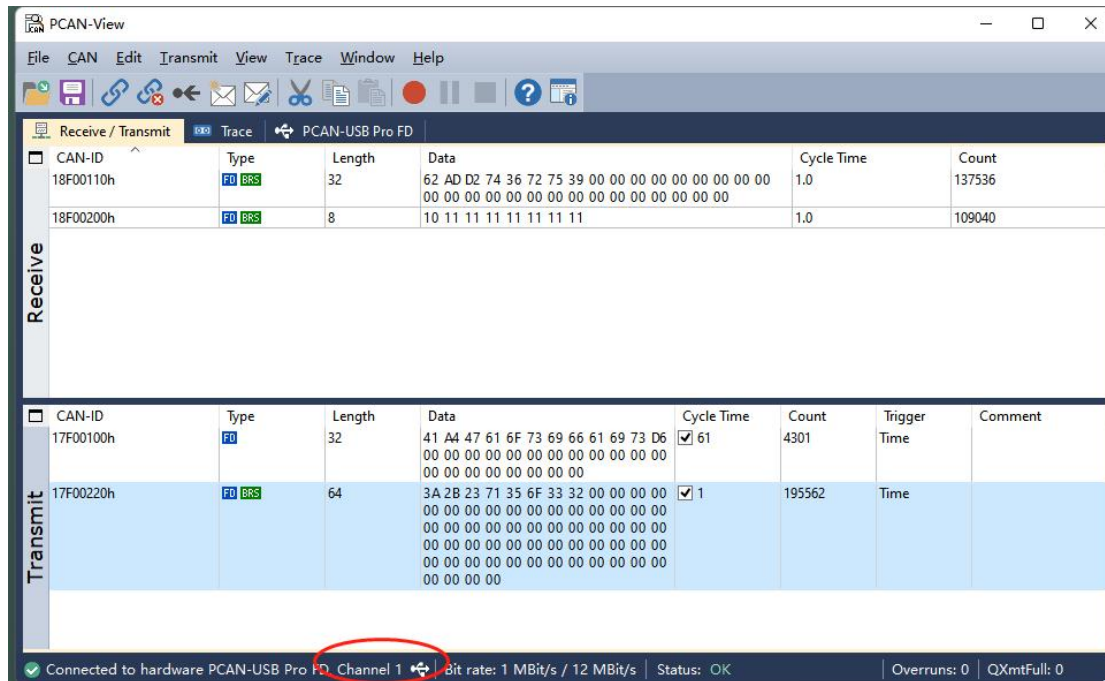 PCAN-View
File CAN Edit Transmit View Trace Window Help
Receive / Transmit Trace PCAN-USB Pro FD
CAN-ID Type Length Data Cycle Time Count
18F00110h FD BRS 32 62 AD D2 74 36 72 75 39 00 00 00 00 00 00 00 00 00 00 1.0 137536
00 00 00 00 00 00 00 00 00 00 00 00 00 00 00 00
18F00200h FD BRS 8 10 11 11 11 11 11 11 11 1.0 109040
Receive
CAN-ID Type Length Data Cycle Time Count Trigger Comment
17F00100h FD 32 41 A4 47 61 6F 73 69 66 61 69 73 D6 61 4301 Time
00 00 00 00 00 00 00 00 00 00 00 00
00 00 00 00 00 00 00 00
17F00220h FD BRS 64 3A 2B 23 71 35 6F 33 32 00 00 00 00 1 195562 Time
00 00 00 00 00 00 00 00 00 00 00 00
00 00 00 00 00 00 00 00 00 00 00 00
00 00 00 00 00 00 00 00 00 00 00 00
00 00 00 00 00 00 00 00 00 00 00 00
00 00 00 00
Transmit
Connected to hardware PCAN-USB Pro FD, Channel 1 Bit rate: 1 MBit/s / 12 MBit/s Status: OK Overruns: 0 QXmtFull: 0